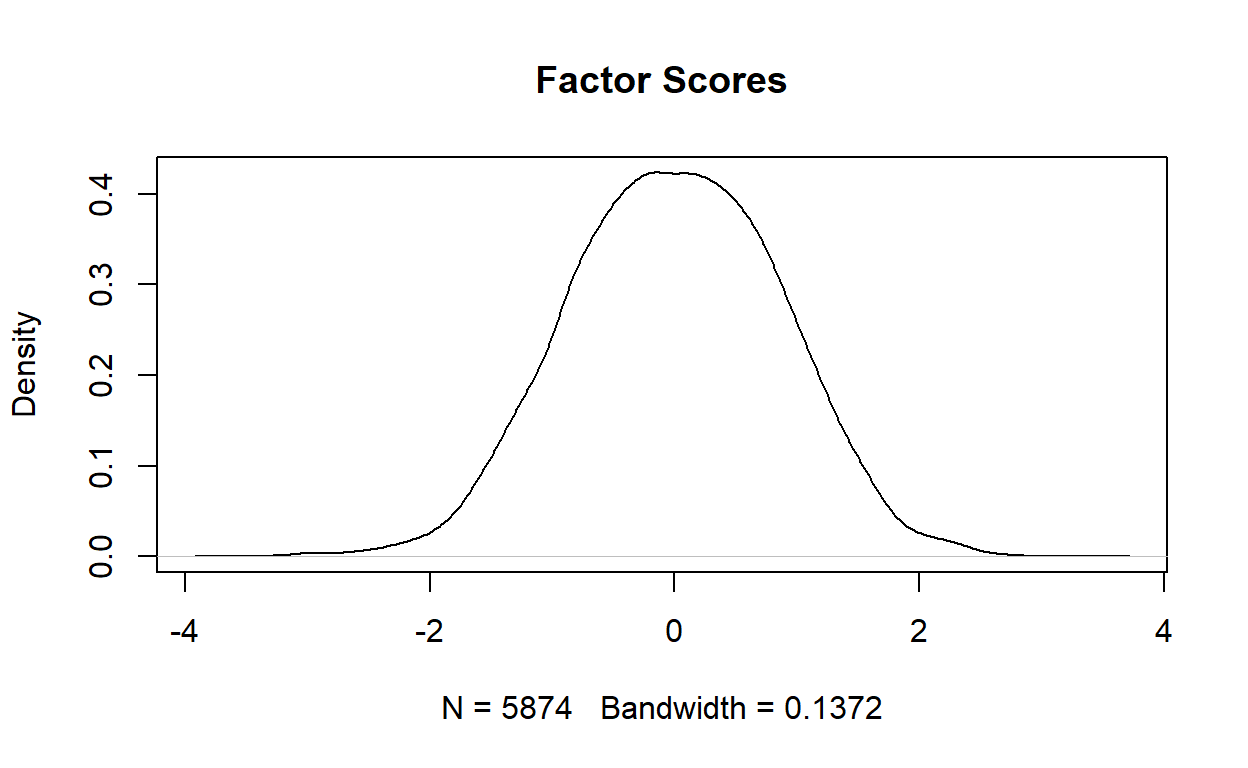 Factor Scores
Density
0.4
0.3
0.2
0.1
0.0
-4 -2 0 2 4
N = 5874 Bandwidth = 0.1372